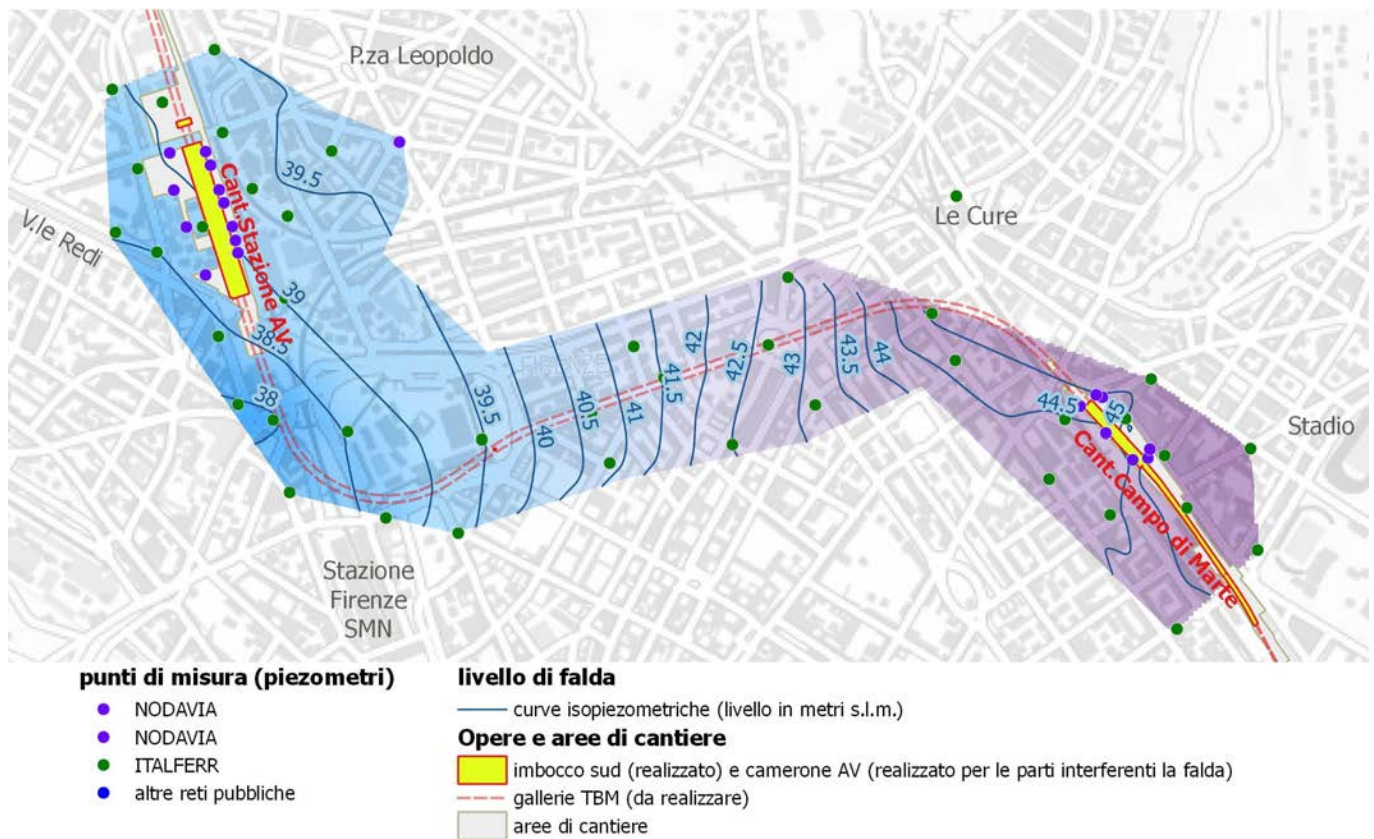 P.za Leopoldo
39.5
Le Cure
V.le Redi
Cant.Stazione AV
39
38.5
38
FIRENZE
39.5
40
40.5
41
41.5
42
42.5
43
43.5
44
44.5
45
Stadio
Cant.Campo di Marte
Stazione
Firenze
SMN
punti di misura (piezometri)
NODAVIA
NODAVIA
ITALFERR
altre reti pubbliche
livello di falda
curve isopiezometriche (livello in metri s.l.m.)
Opere e aree di cantiere
imbocco sud (realizzato) e camerone AV (realizzato per le parti interferenti la falda)
gallerie TBM (da realizzare)
aree di cantiere